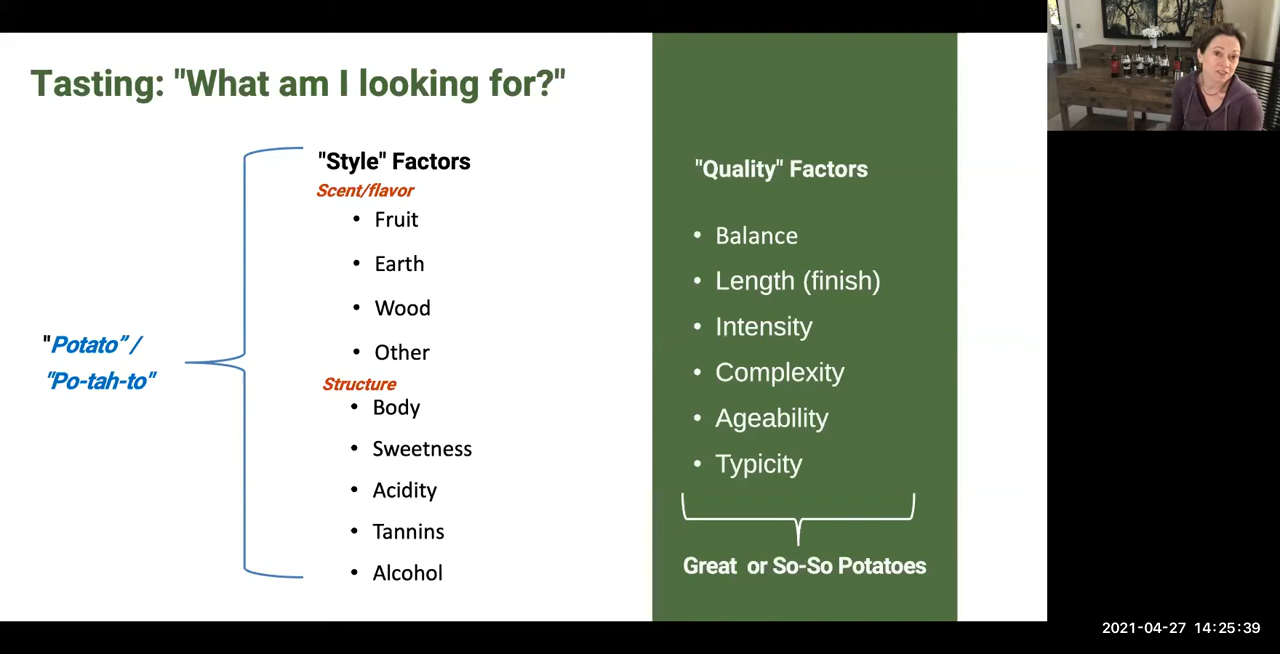 Tasting: "What am I looking for?"
"Potato" /
"Po-tah-to"
"Style" Factors
Scent/flavor
• Fruit
• Earth
• Wood
• Other
Structure
• Body
• Sweetness
• Acidity
• Tannins
• Alcohol
"Quality" Factors
• Balance
• Length (finish)
• Intensity
• Complexity
• Ageability
• Typicity
Great or So-So Potatoes
2021-04-27 14:25:39